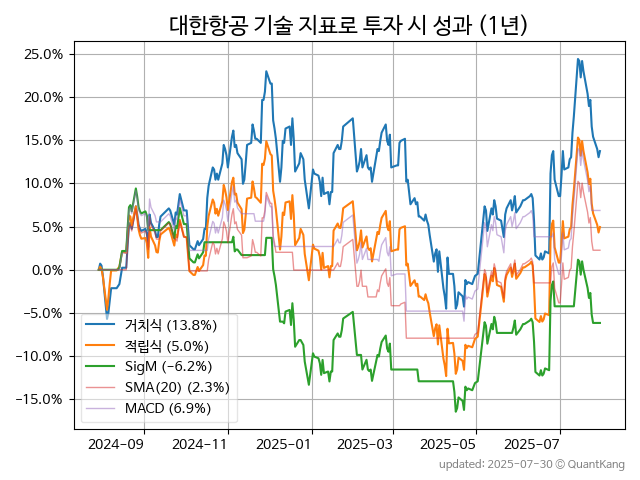 대한항공 기술 지표로 투자 시 성과 (1년)
25.0%
20.0%
15.0%
10.0%
5.0%
0.0%
−5.0%
−10.0%
−15.0%
거치식 (13.8%)
적립식 (5.0%)
SigM (−6.2%)
SMA(20) (2.3%)
MACD (6.9%)
2024−09 2024−11 2025−01 2025−03 2025−05 2025−07
updated: 2025-07-30 © QuantKang